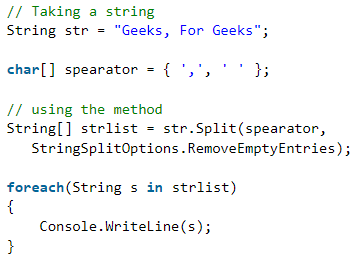 // Taking a string
String str = "Geeks, For Geeks";
char[] spearator = { ',', ' ' };
// using the method
String[] strlist = str.Split(spearator,
StringSplitOptions.RemoveEmptyEntries);
foreach(String s in strlist)
{
Console.WriteLine(s);
}